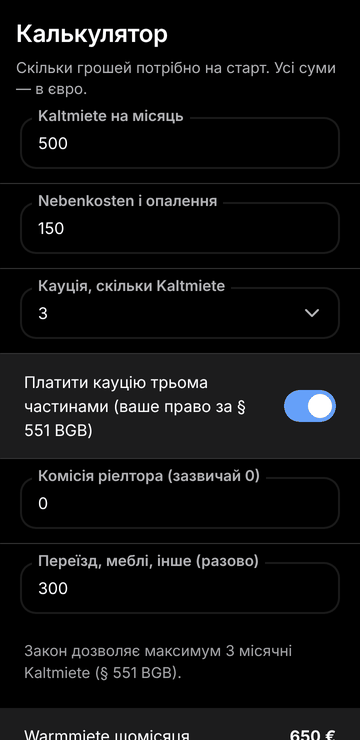 Калькулятор
Скільки грошей потрібно на старт. Усі суми
— в євро.
Kaltmiete на місяць
500
Nebenkosten і опалення
150
Кауція, скільки Kaltmiete
3
Платити кауцію трьома
частинами (ваше право за §
551 BGB)
Комісія ріелтора (зазвичай 0)
0
Переїзд, меблі, інше (разово)
300
Закон дозволяє максимум 3 місячні
Kaltmiete (§ 551 BGB).
Warmmiete щомісяця 650 €